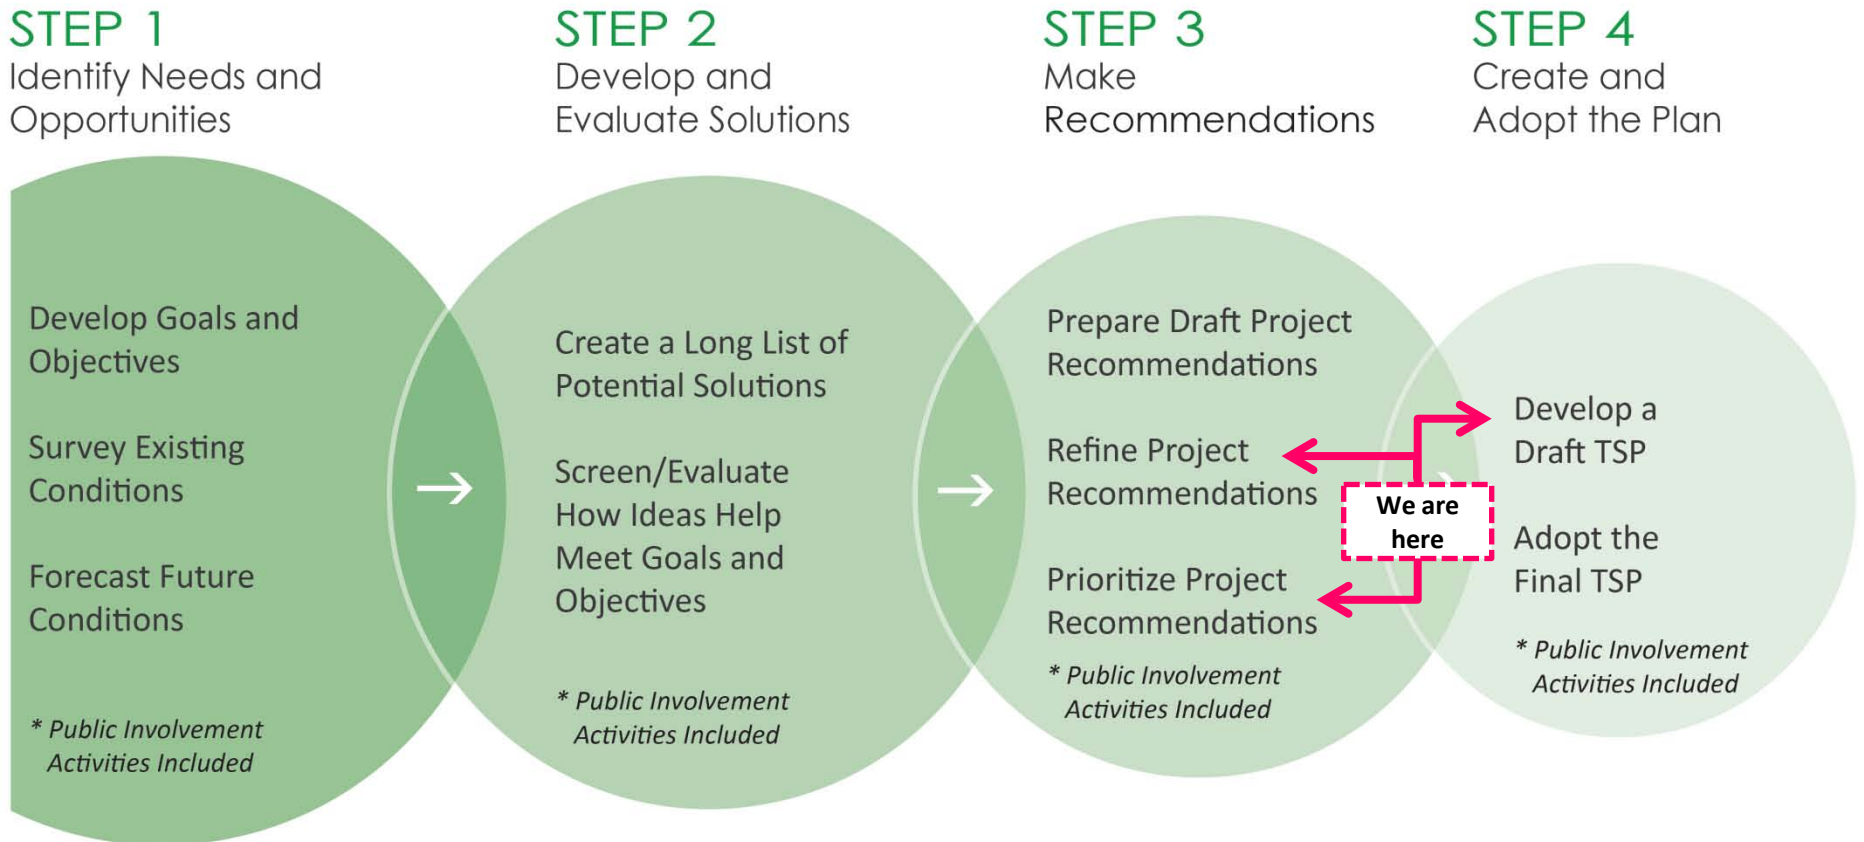 STEP 1
Identify Needs and
Opportunities
Develop Goals and
Objectives
Survey Existing
Conditions
Forecast Future
Conditions
* Public Involvement
Activities Included
→
STEP 2
Develop and
Evaluate Solutions
Create a Long List of
Potential Solutions
Screen/Evaluate
How Ideas Help
Meet Goals and
Objectives
* Public Involvement
Activities Included
→
STEP 3
Make
Recommendations
Prepare Draft Project
Recommendations
Refine Project
Recommendations
Prioritize Project
Recommendations
* Public Involvement
Activities Included
We are
here
STEP 4
Create and
Adopt the Plan
Develop a
Draft TSP
Adopt the
Final TSP
* Public Involvement
Activities Included